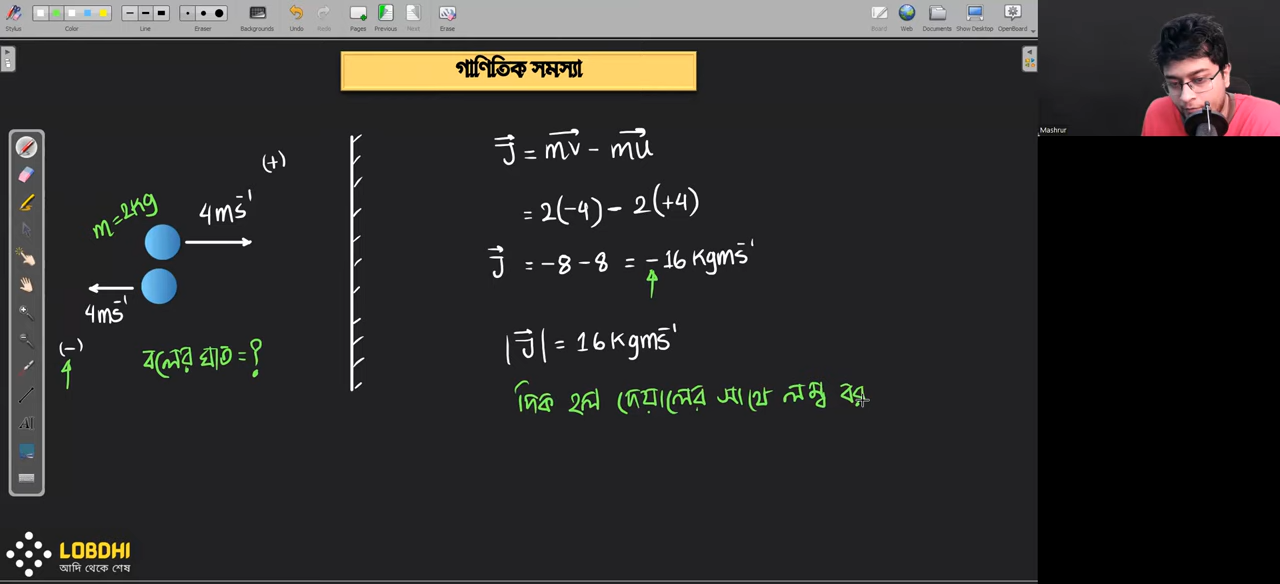 Stylus
Color
Line
Eraser
Backgrounds
Undo
Redo
Pages
Previous
Next
Erase
Board
Web
Documents
Show Desktop
OpenBoard
গাণিতিক সমস্যা
Mashrur
(+)
m=2kg
4ms⁻¹
4ms⁻¹
(-)
বলের ঘাত=?
J⃗ = mv⃗ - mu⃗
= 2(-4) - 2(+4)
J⃗ = -8 - 8 = -16 kgms⁻¹
|J⃗| = 16 kgms⁻¹
দিক হল দেয়ালের সাথে লম্ব বর
LOBDHI
আদি থেকে শেষ